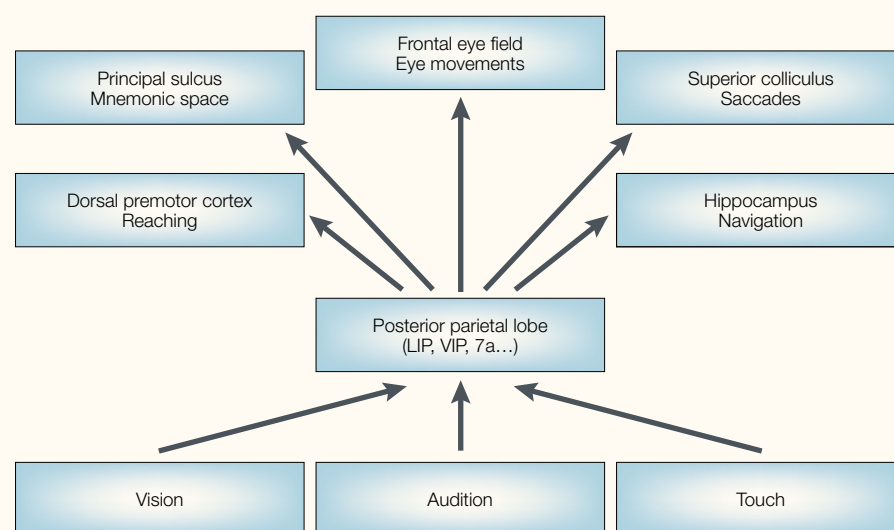 Frontal eye field
Eye movements
Principal sulcus
Mnemonic space
Superior colliculus
Saccades
Dorsal premotor cortex
Reaching
Hippocampus
Navigation
Posterior parietal lobe
(LIP, VIP, 7a...)
Vision
Audition
Touch